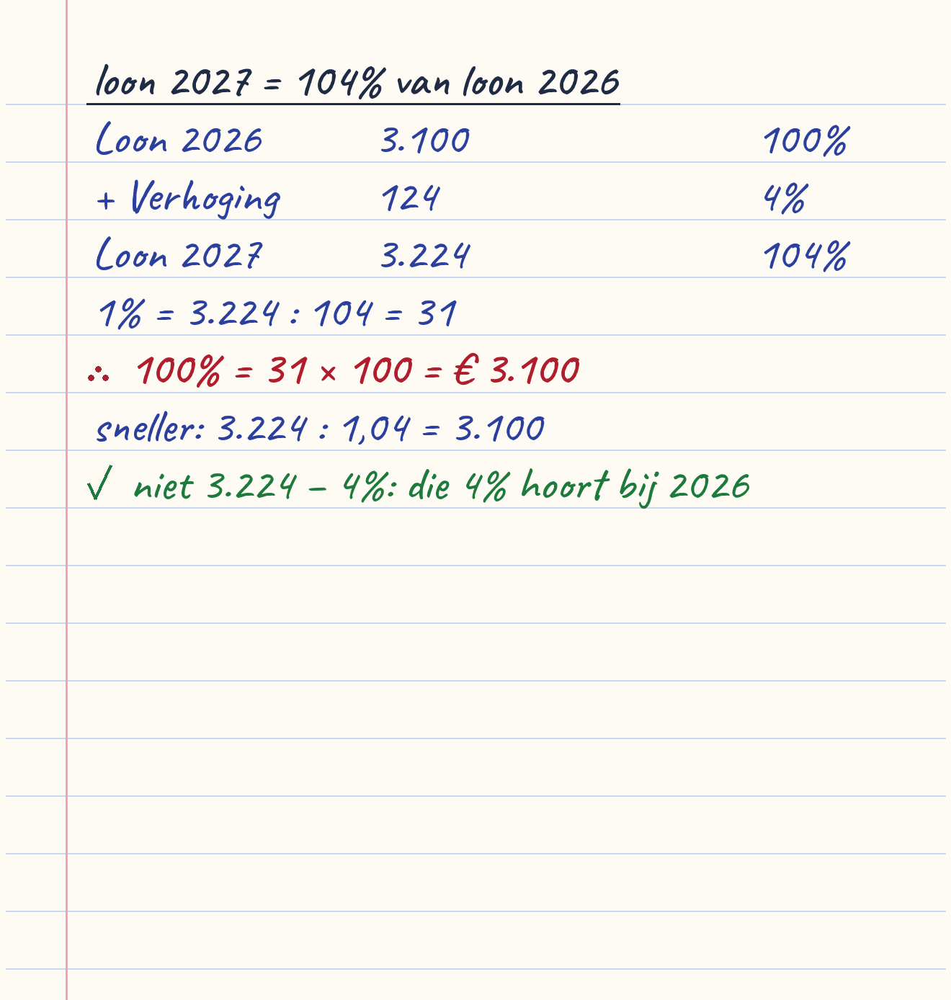 loon 2027 = 104% van loon 2026
Loon 2026 3.100 100%
+ Verhoging 124 4%
Loon 2027 3.224 104%
1% = 3.224 : 104 = 31
∴ 100% = 31 × 100 = € 3.100
sneller: 3.224 : 1,04 = 3.100
✓ niet 3.224 – 4%: die 4% hoort bij 2026